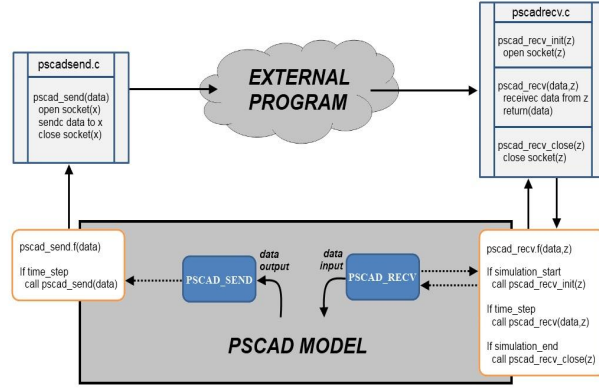 pscadsend.c
pscad_send(data)
open socket(x)
sendc data to x
close socket(x)
EXTERNAL
PROGRAM
pscadrecv.c
pscad_recv_init(z)
open socket(z)
pscad_recv(data,z)
receivec data from z
return(data)
pscad_recv_close(z)
close socket(z)
pscad_send.f(data)
If time_step
call pscad_send(data)
PSCAD_SEND
data
output
data
input
PSCAD_RECV
PSCAD MODEL
pscad_recv.f(data,z)
If simulation_start
call pscad_recv_init(z)
If time_step
call pscad_recv(data,z)
If simulation_end
call pscad_recv_close(z)